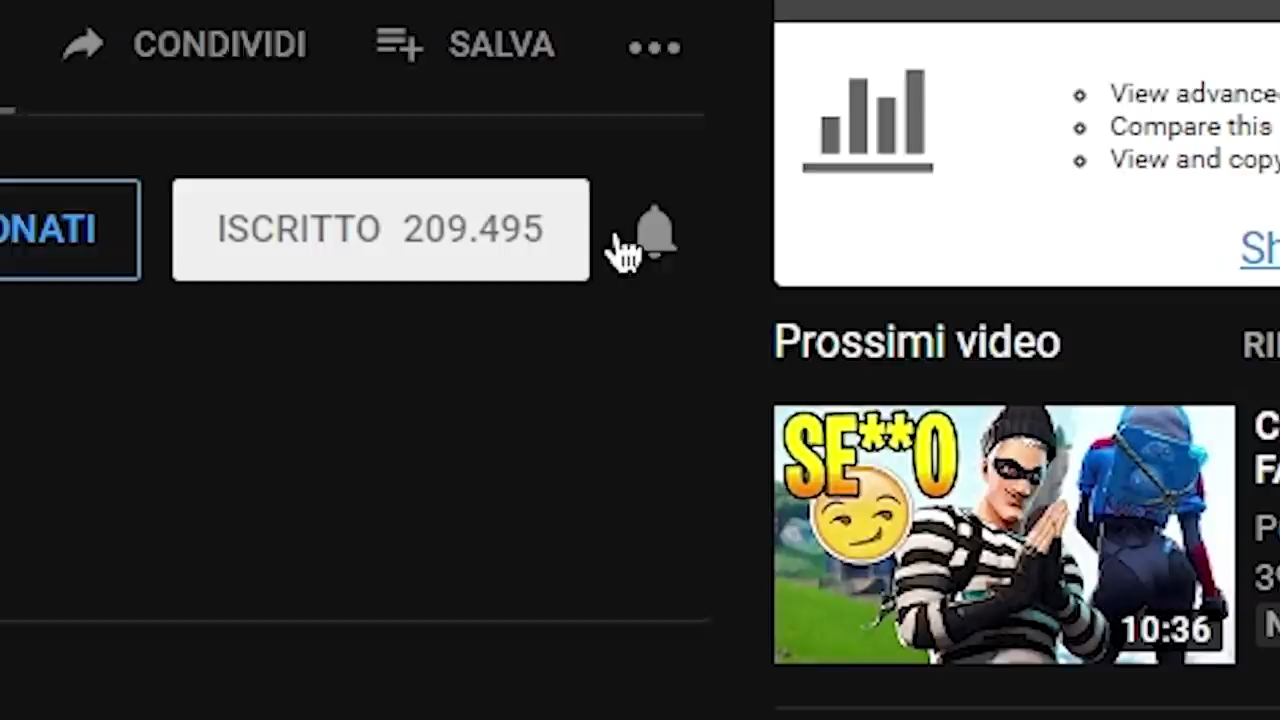 CONDIVIDI SALVA
View advance
Compare this
View and copy
ONATI ISCRITTO 209.495
Sh
Prossimi video
SE**O
10:36